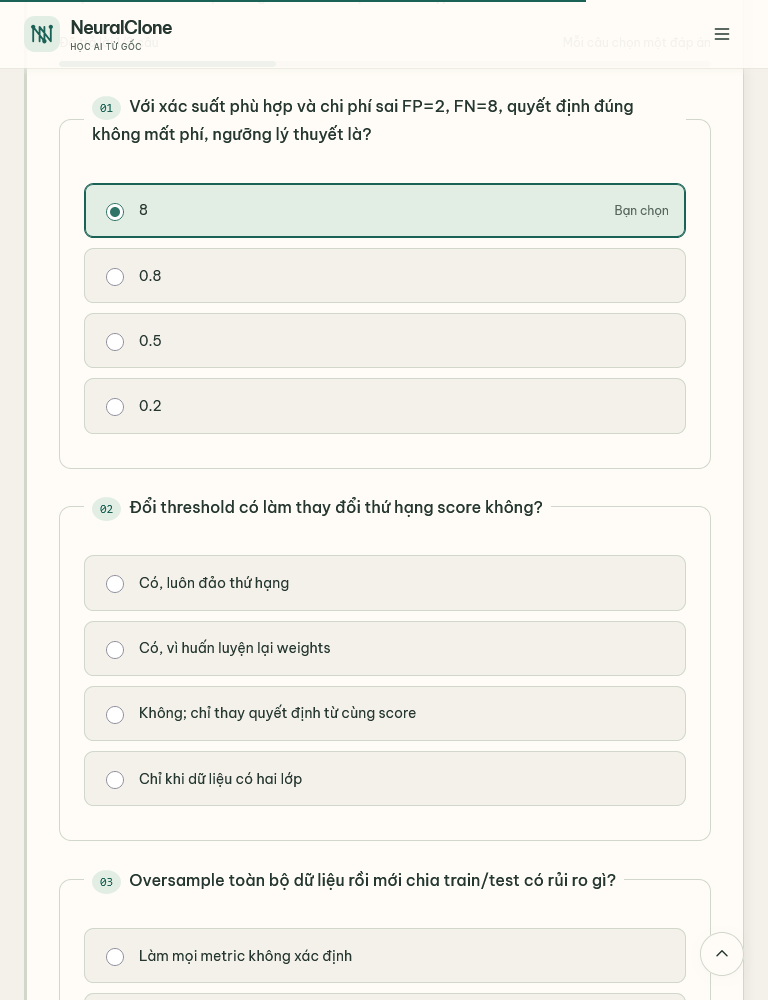 NeuralClone
HỌC AI TỪ GỐC
Mỗi câu chọn một đáp án
01 Với xác suất phù hợp và chi phí sai FP=2, FN=8, quyết định đúng
không mất phí, ngưỡng lý thuyết là?
8
Bạn chọn
0.8
0.5
0.2
02 Đổi threshold có làm thay đổi thứ hạng score không?
Có, luôn đảo thứ hạng
Có, vì huấn luyện lại weights
Không; chỉ thay quyết định từ cùng score
Chỉ khi dữ liệu có hai lớp
03 Oversample toàn bộ dữ liệu rồi mới chia train/test có rủi ro gì?
Làm mọi metric không xác định